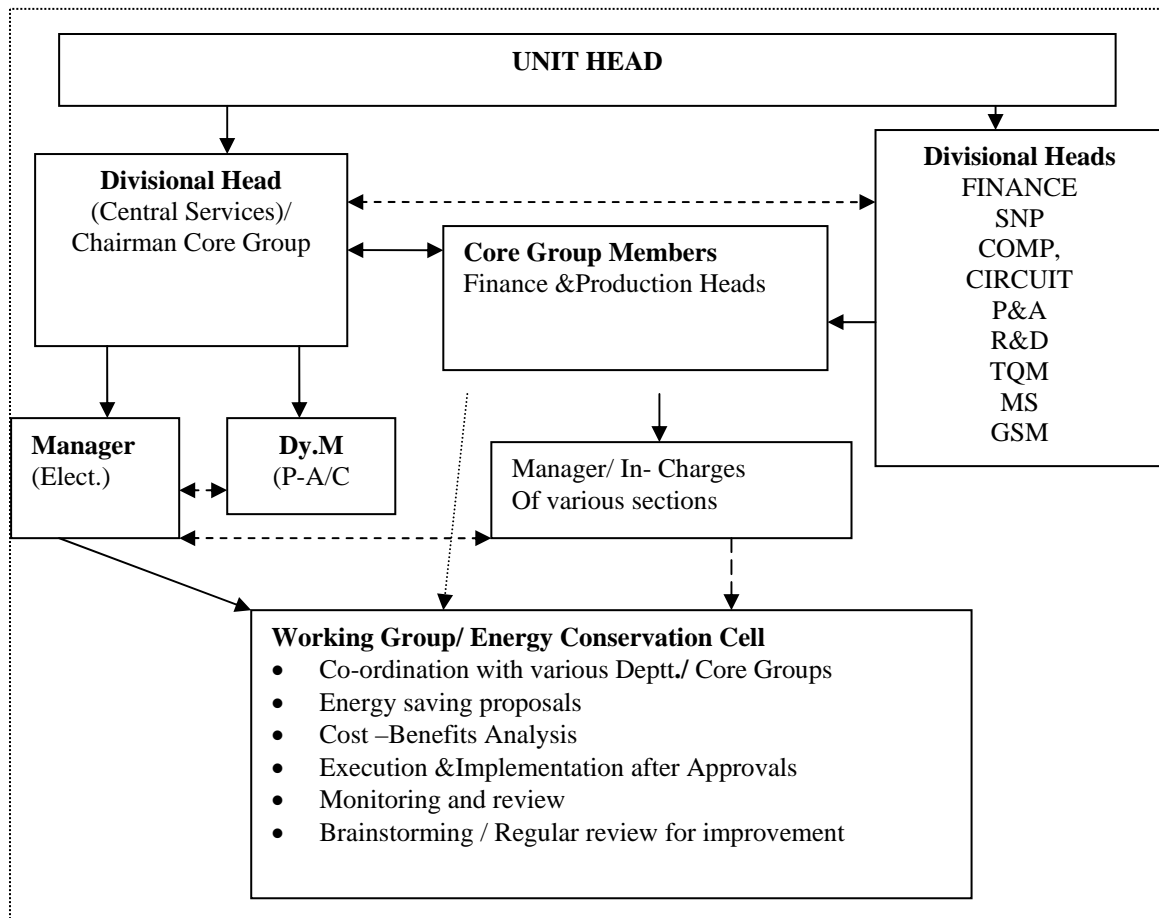 UNIT HEAD
Divisional Head
(Central Services)/
Chairman Core Group
Divisional Heads
FINANCE
SNP
COMP,
CIRCUIT
P&A
R&D
TQM
MS
GSM
Core Group Members
Finance &Production Heads
Manager
(Elect.)
Dy.M
(P-A/C
Manager/ In- Charges
Of various sections
Working Group/ Energy Conservation Cell
• Co-ordination with various Deptt./ Core Groups
• Energy saving proposals
• Cost –Benefits Analysis
• Execution &Implementation after Approvals
• Monitoring and review
• Brainstorming / Regular review for improvement